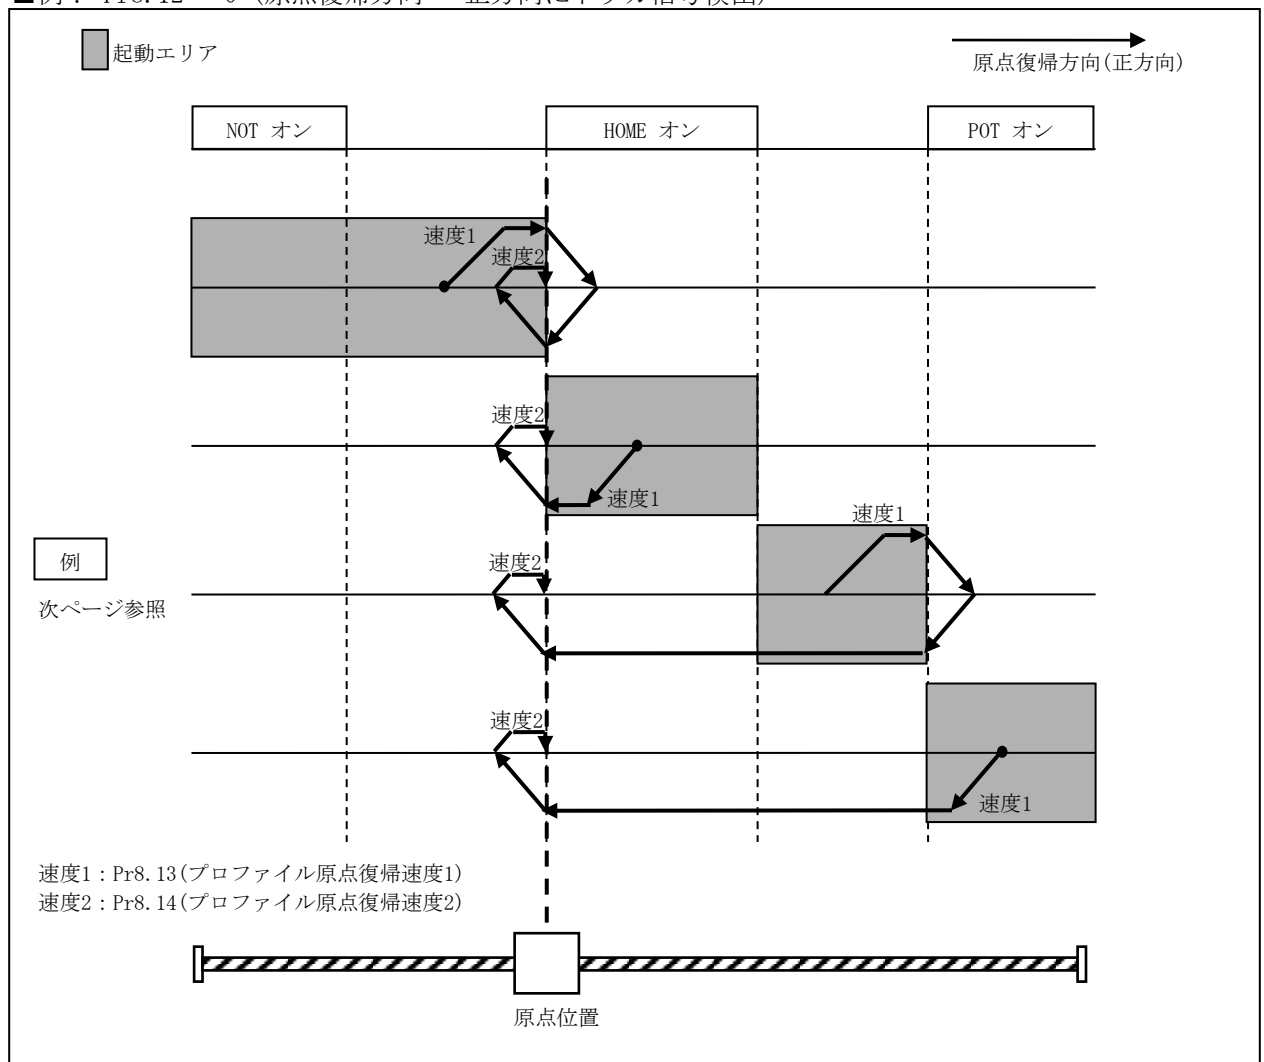 起動エリア
原点復帰方向(正方向)
NOT オン
HOME オン
POT オン
速度1
速度2
速度2
速度1
速度1
速度2
例
次ページ参照
速度2
速度1
速度1:Pr8.13(プロファイル原点復帰速度1)
速度2:Pr8.14(プロファイル原点復帰速度2)
原点位置